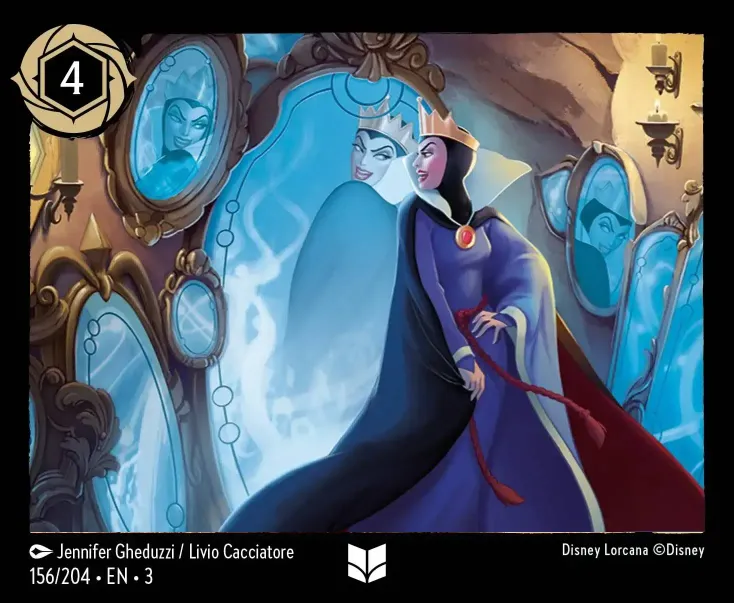 4
Jennifer Gheduzzi / Livio Cacciatore
Disney Lorcana ©Disney
156/204 • EN • 3